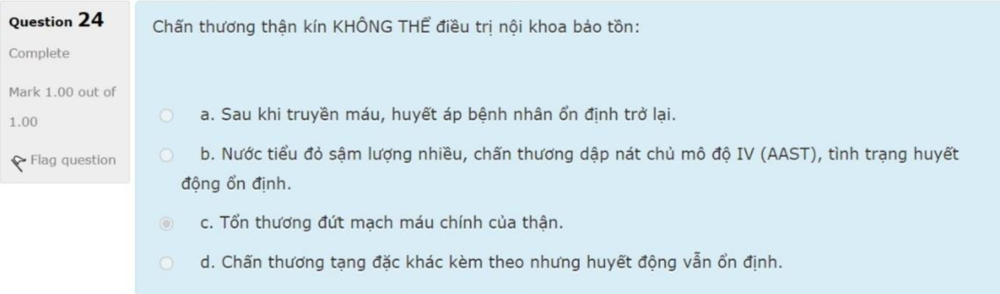 Question 24
Complete
Mark 1.00 out of
1.00
Flag question
Chấn thương thận kín KHÔNG THỂ điều trị nội khoa bảo tồn:
a. Sau khi truyền máu, huyết áp bệnh nhân ổn định trở lại.
b. Nước tiểu đỏ sậm lượng nhiều, chấn thương dập nát chủ mô độ IV (AAST), tình trạng huyết
động ổn định.
c. Tổn thương đứt mạch máu chính của thận.
d. Chấn thương tạng đặc khác kèm theo nhưng huyết động vẫn ổn định.